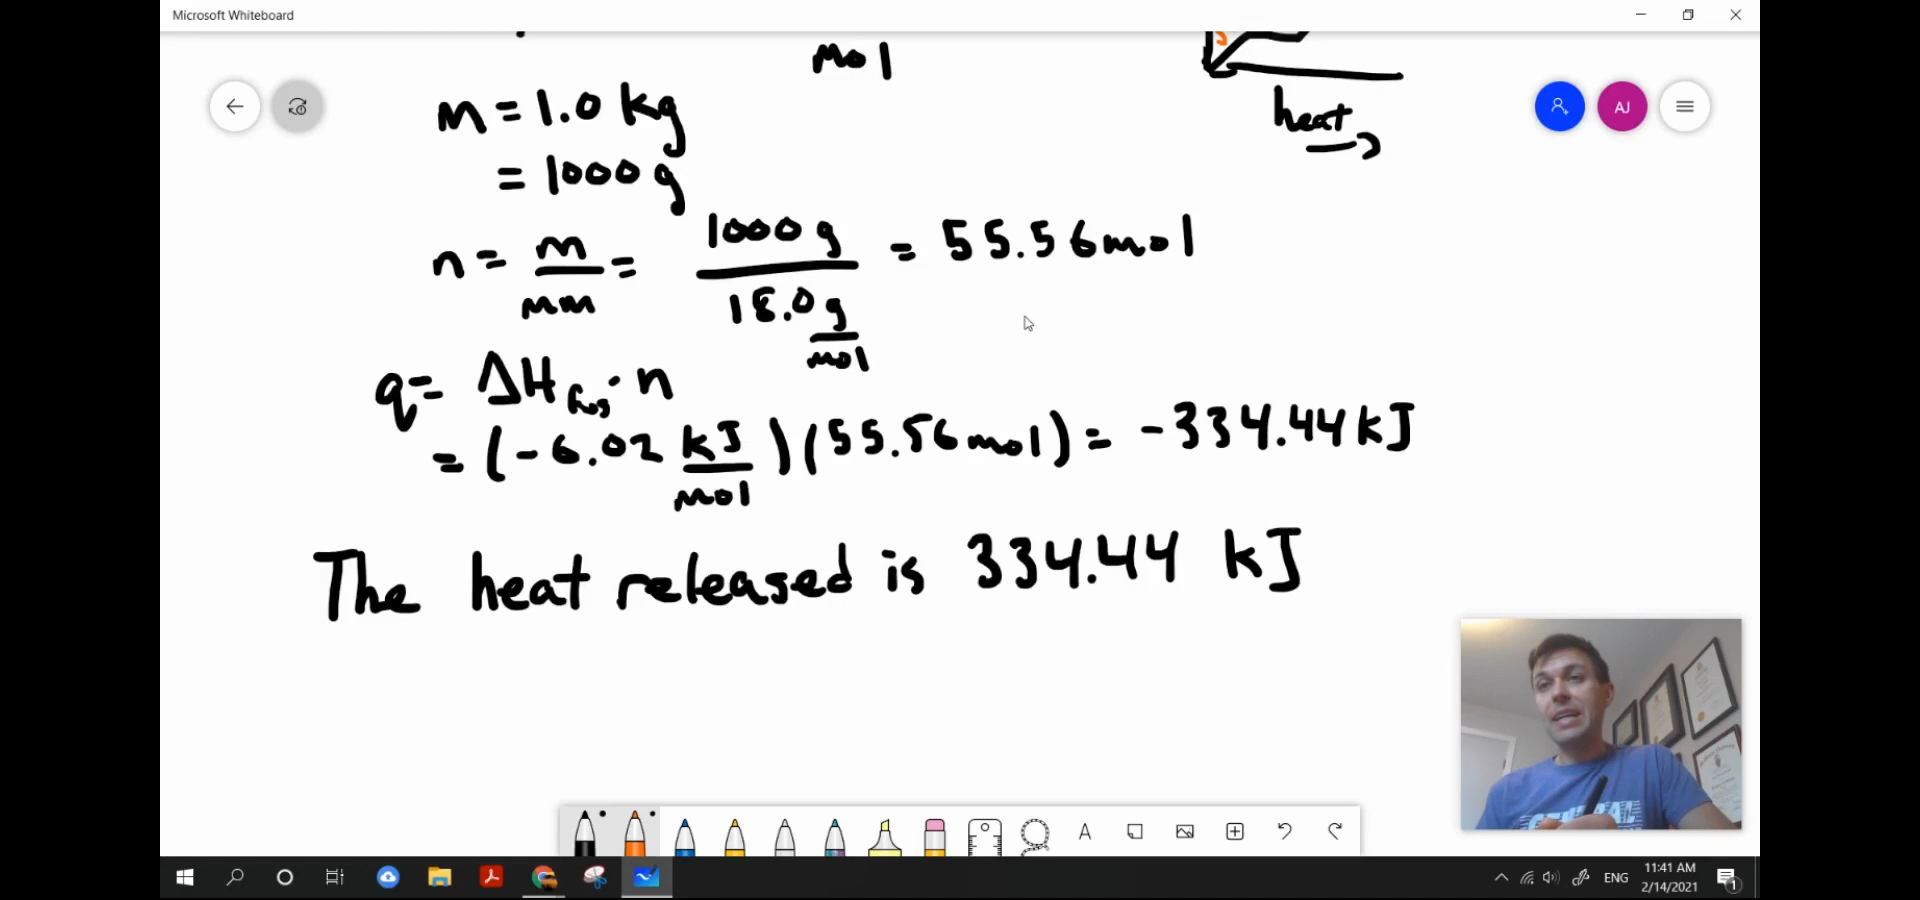 Microsoft Whiteboard
mol
heat
AJ
m = 1.0 kg
= 1000 g
n = m/mm = 1000 g / 18.0 g/mol = 55.56 mol
q = ΔHfus · n
= (-6.02 kJ/mol)(55.56 mol) = -334.44 kJ
The heat released is 334.44 kJ
A
ENG
11:41 AM
2/14/2021
1